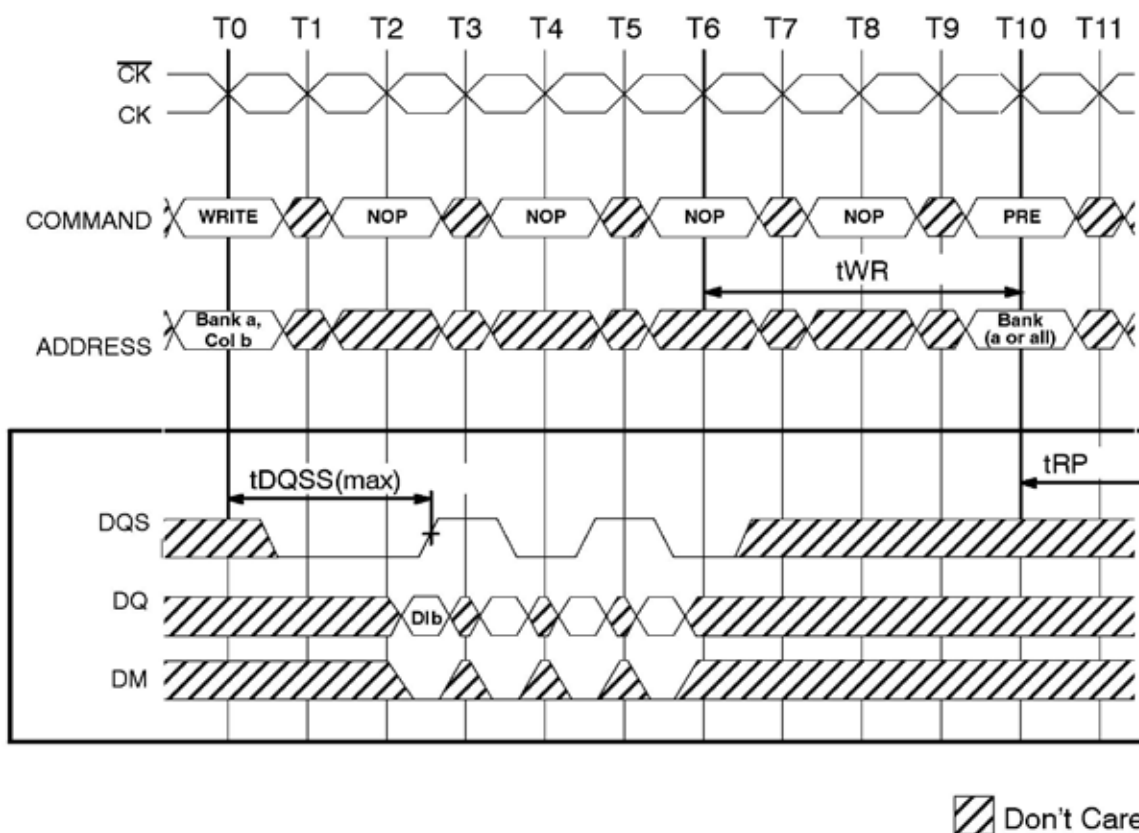 T0 T1 T2 T3 T4 T5 T6 T7 T8 T9 T10 T11
CK
CK
COMMAND WRITE NOP NOP NOP NOP PRE
tWR
ADDRESS Bank a, Col b Bank (a or all)
tDQSS(max) tRP
DQS
DQ DIb
DM
Don't Care